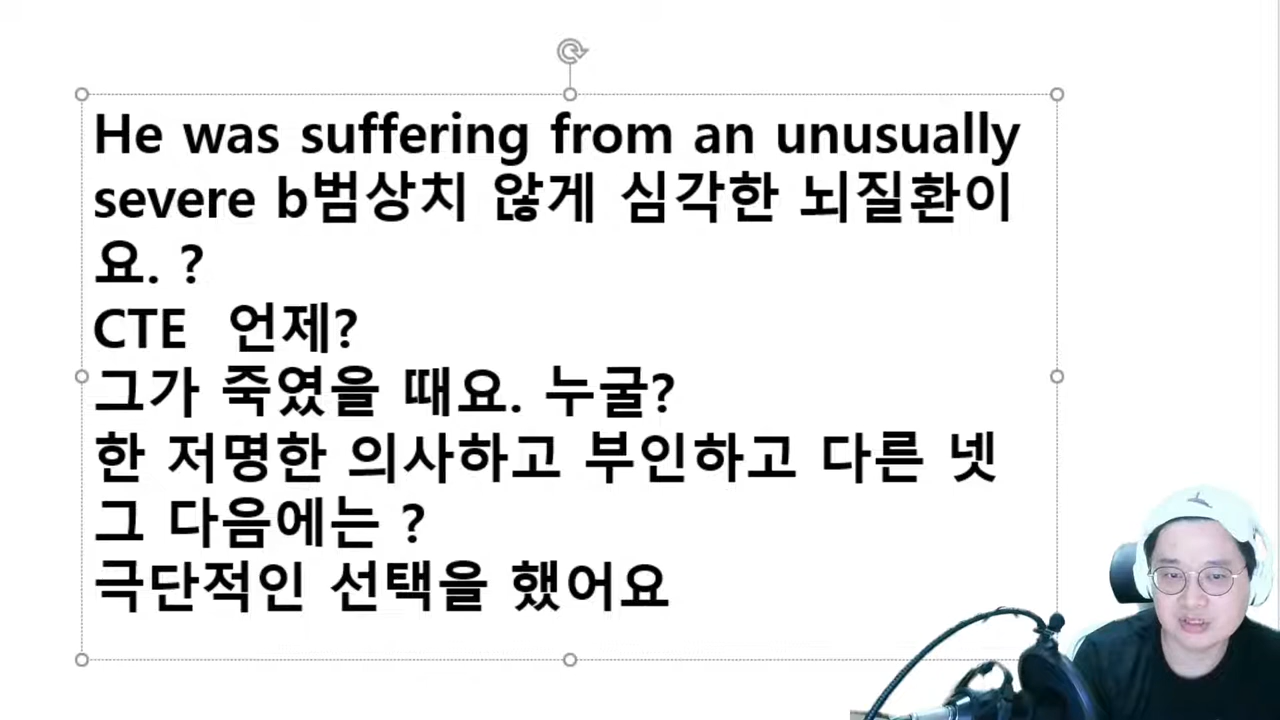 He was suffering from an unusually
severe b범상치 않게 심각한 뇌질환이
요. ?
CTE 언제?
그가 죽였을 때요. 누굴?
한 저명한 의사하고 부인하고 다른 넷
그 다음에는 ?
극단적인 선택을 했어요